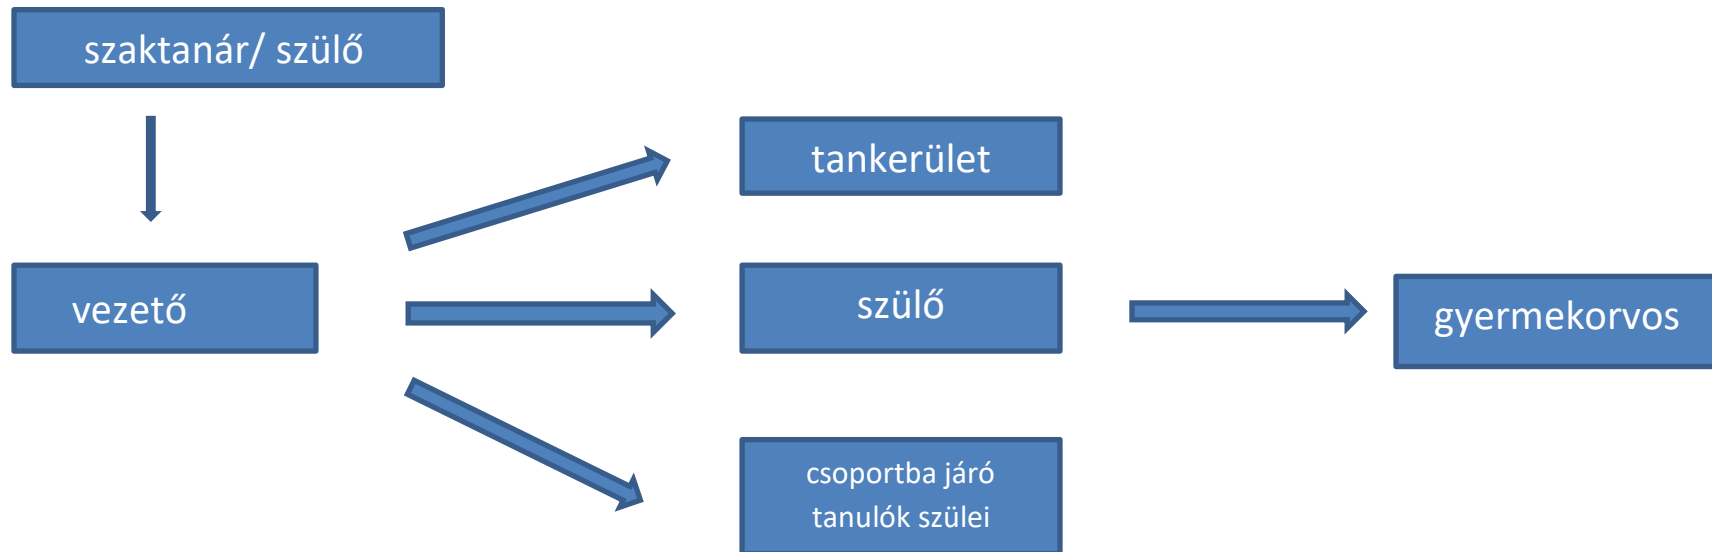 szaktanár/ szülő
tankerület
vezető
szülő
gyermekorvos
csoportba járó
tanulók szülei